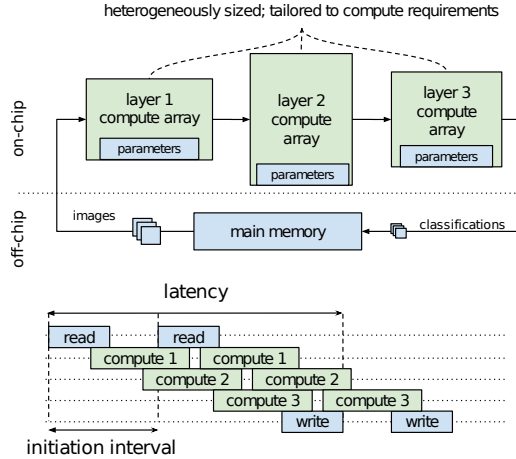 heterogeneously sized; tailored to compute requirements
on-chip
layer 1
compute array
parameters
layer 2
compute
array
parameters
layer 3
compute
array
parameters
off-chip
images
main memory
classifications
latency
read
read
compute 1
compute 1
compute 2
compute 2
compute 3
compute 3
write
write
initiation interval